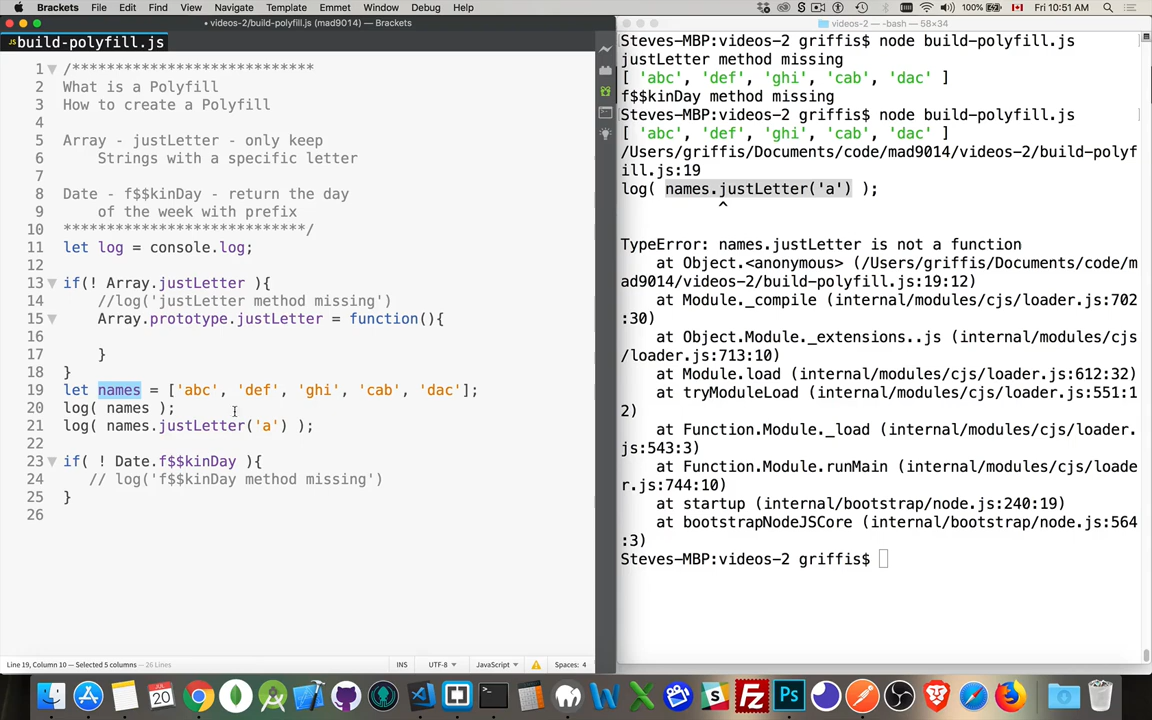 Brackets File Edit Find View Navigate Template Emmet Window Debug Help 100% Fri 10:51 AM
• videos-2/build-polyfill.js (mad9014) — Brackets
videos-2 — -bash — 58×34
JS build-polyfill.js
1 /****************************
2 What is a Polyfill
3 How to create a Polyfill
4
5 Array - justLetter - only keep
6 Strings with a specific letter
7
8 Date - f$$kinDay - return the day
9 of the week with prefix
10 ****************************/
11 let log = console.log;
12
13 if(! Array.justLetter ){
14 //log('justLetter method missing')
15 Array.prototype.justLetter = function(){
16
17 }
18 }
19 let names = ['abc', 'def', 'ghi', 'cab', 'dac'];
20 log( names );
21 log( names.justLetter('a') );
22
23 if( ! Date.f$$kinDay ){
24 // log('f$$kinDay method missing')
25 }
26
Line 19, Column 10 — Selected 5 columns — 26 Lines
INS UTF-8 JavaScript Spaces: 4
Steves-MBP:videos-2 griffis$ node build-polyfill.js
justLetter method missing
[ 'abc', 'def', 'ghi', 'cab', 'dac' ]
f$$kinDay method missing
Steves-MBP:videos-2 griffis$ node build-polyfill.js
[ 'abc', 'def', 'ghi', 'cab', 'dac' ]
/Users/griffis/Documents/code/mad9014/videos-2/build-polyf
ill.js:19
log( names.justLetter('a') );
^
TypeError: names.justLetter is not a function
at Object.<anonymous> (/Users/griffis/Documents/code/m
ad9014/videos-2/build-polyfill.js:19:12)
at Module._compile (internal/modules/cjs/loader.js:702
:30)
at Object.Module._extensions..js (internal/modules/cjs
/loader.js:713:10)
at Module.load (internal/modules/cjs/loader.js:612:32)
at tryModuleLoad (internal/modules/cjs/loader.js:551:1
2)
at Function.Module._load (internal/modules/cjs/loader.
js:543:3)
at Function.Module.runMain (internal/modules/cjs/loade
r.js:744:10)
at startup (internal/bootstrap/node.js:240:19)
at bootstrapNodeJSCore (internal/bootstrap/node.js:564
:3)
Steves-MBP:videos-2 griffis$